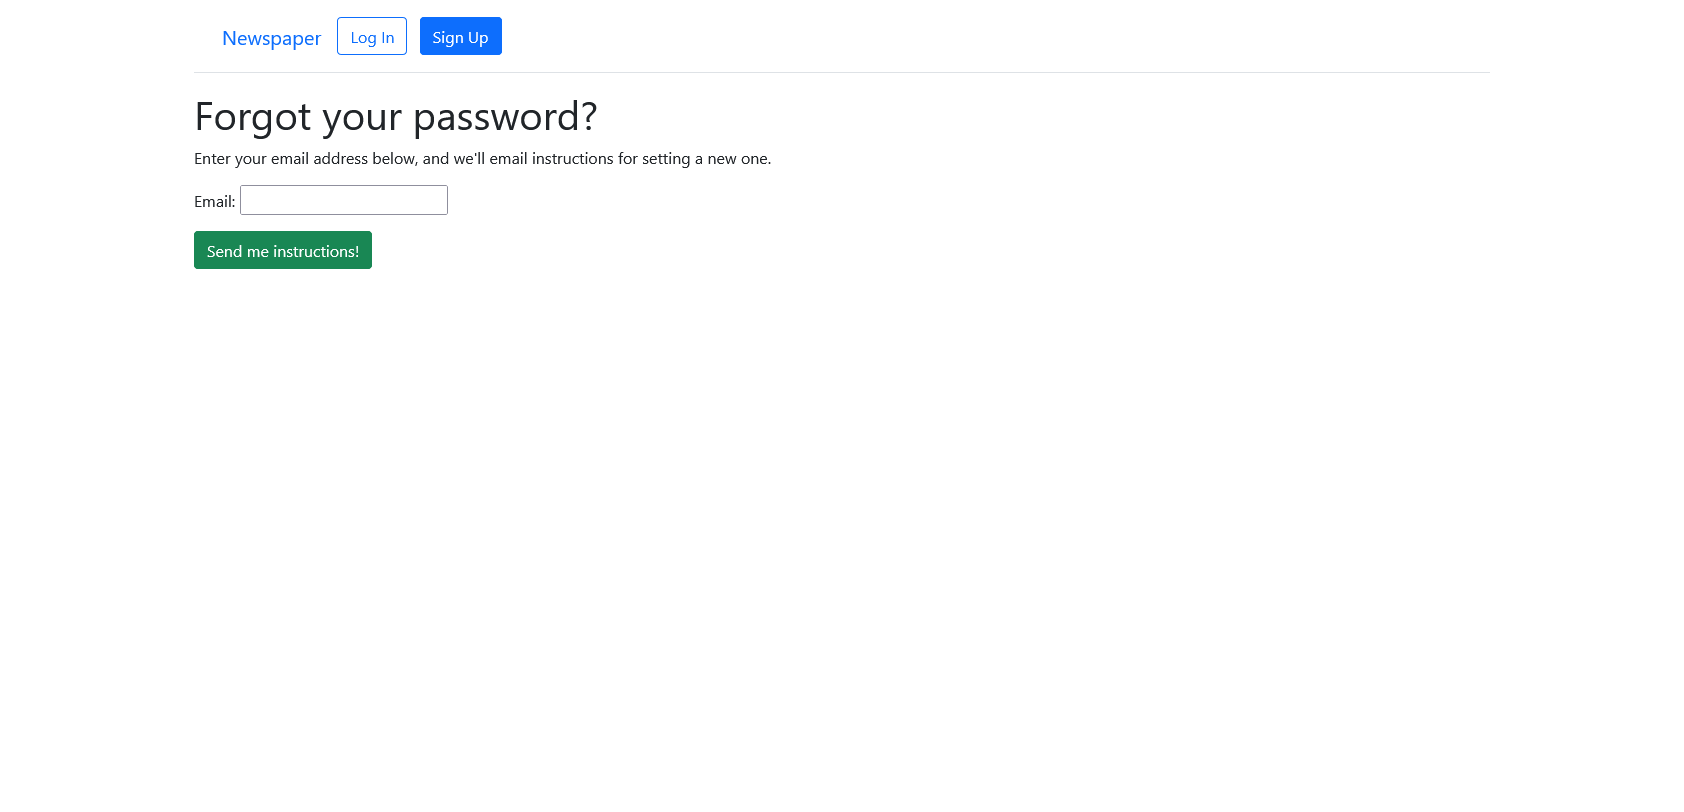 Newspaper Log In Sign Up
Forgot your password?
Enter your email address below, and we'll email instructions for setting a new one.
Email:
Send me instructions!